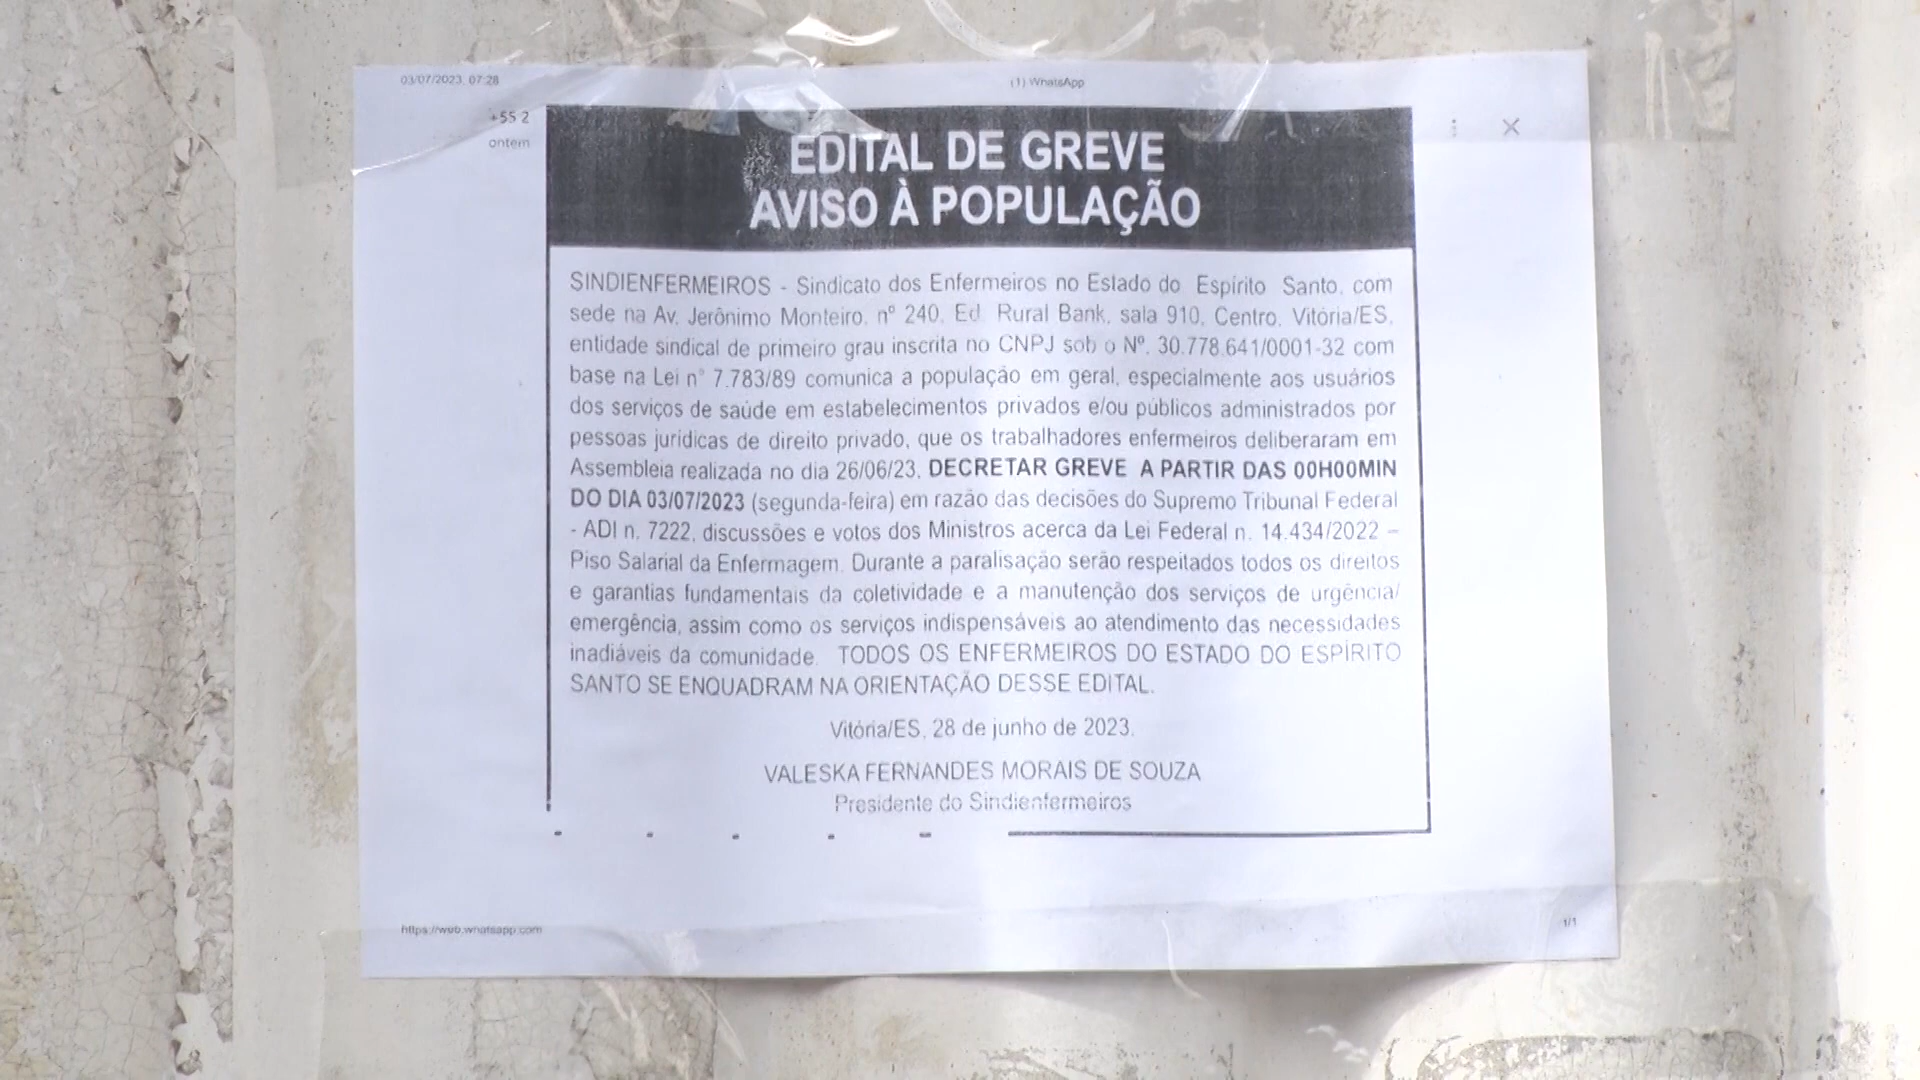 03/07/2023, 07:28
(1) WhatsApp
+55 2
ontem
EDITAL DE GREVE
AVISO À POPULAÇÃO
SINDIENFERMEIROS - Sindicato dos Enfermeiros no Estado do Espírito Santo, com
sede na Av. Jerônimo Monteiro, nº 240, Ed. Rural Bank, sala 910, Centro, Vitória/ES,
entidade sindical de primeiro grau inscrita no CNPJ sob o Nº. 30.778.641/0001-32 com
base na Lei n° 7.783/89 comunica a população em geral, especialmente aos usuários
dos serviços de saúde em estabelecimentos privados e/ou públicos administrados por
pessoas jurídicas de direito privado, que os trabalhadores enfermeiros deliberaram em
Assembleia realizada no dia 26/06/23, DECRETAR GREVE A PARTIR DAS 00H00MIN
DO DIA 03/07/2023 (segunda-feira) em razão das decisões do Supremo Tribunal Federal
- ADI n. 7222, discussões e votos dos Ministros acerca da Lei Federal n. 14.434/2022 –
Piso Salarial da Enfermagem. Durante a paralisação serão respeitados todos os direitos
e garantias fundamentais da coletividade e a manutenção dos serviços de urgência/
emergência, assim como os serviços indispensáveis ao atendimento das necessidades
inadiáveis da comunidade. TODOS OS ENFERMEIROS DO ESTADO DO ESPÍRITO
SANTO SE ENQUADRAM NA ORIENTAÇÃO DESSE EDITAL.
Vitória/ES, 28 de junho de 2023.
VALESKA FERNANDES MORAIS DE SOUZA
Presidente do Sindienfermeiros
https://web.whatsapp.com
1/1